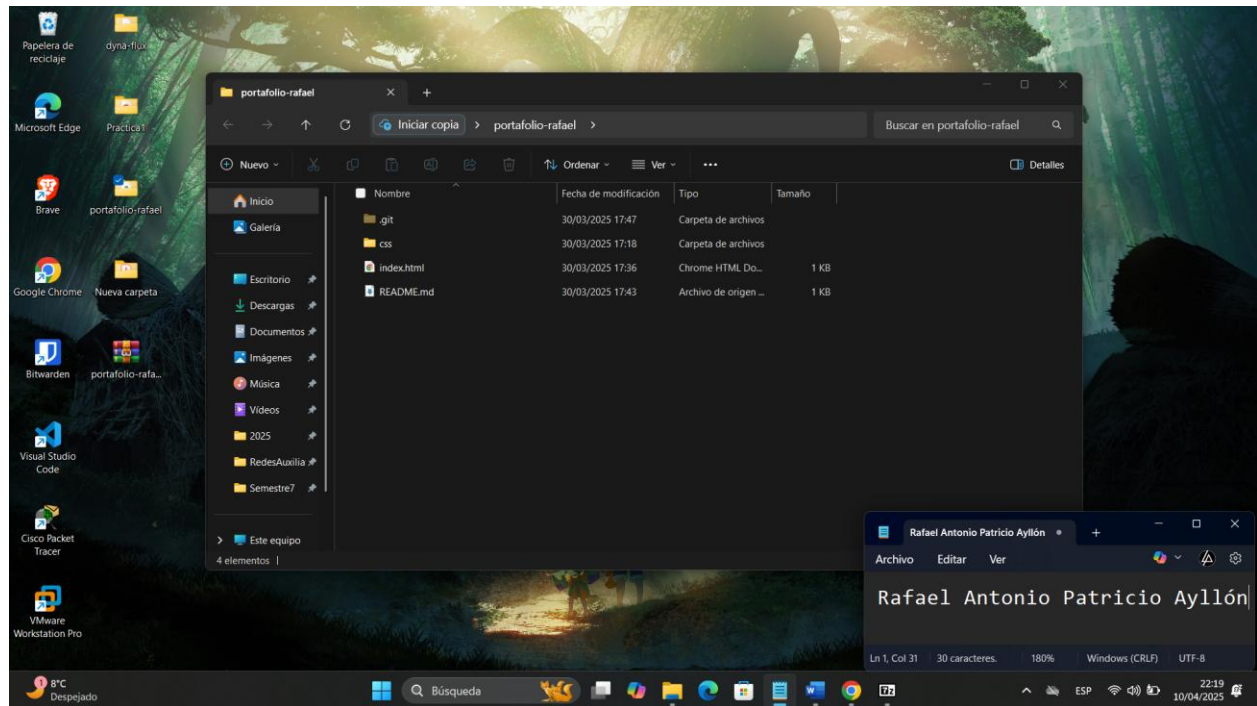 Papelera de
reciclaje
dyna-flux
Microsoft Edge
Practica1
Brave
portafolio-rafael
Google Chrome
Nueva carpeta
Bitwarden
portafolio-rafa...
Visual Studio
Code
Cisco Packet
Tracer
VMware
Workstation Pro
portafolio-rafael
Iniciar copia
portafolio-rafael
Buscar en portafolio-rafael
Nuevo
Ordenar
Ver
Detalles
Inicio
Galería
Escritorio
Descargas
Documentos
Imágenes
Música
Vídeos
2025
RedesAuxilia
Semestre7
Este equipo
4 elementos
Nombre Fecha de modificación Tipo Tamaño
.git 30/03/2025 17:47 Carpeta de archivos
css 30/03/2025 17:18 Carpeta de archivos
index.html 30/03/2025 17:36 Chrome HTML Do... 1 KB
README.md 30/03/2025 17:43 Archivo de origen ... 1 KB
Rafael Antonio Patricio Ayllón
Archivo Editar Ver
Rafael Antonio Patricio Ayllón
Ln 1, Col 31 30 caracteres. 180% Windows (CRLF) UTF-8
1
8°C
Despejado
Búsqueda
ESP
22:19
10/04/2025